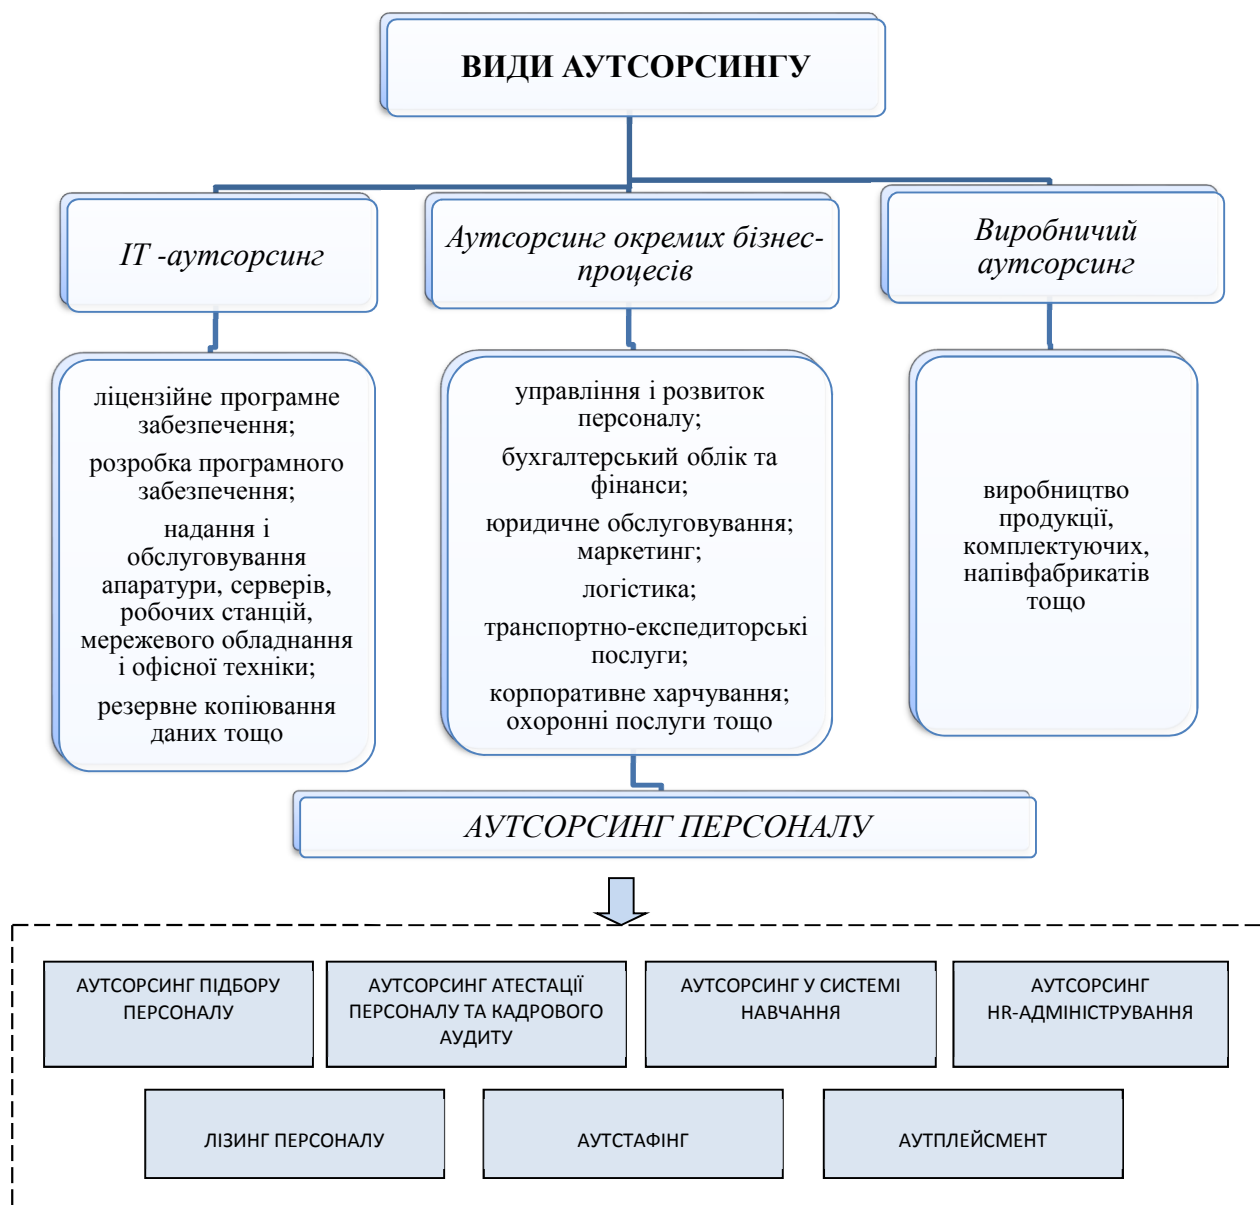 ВИДИ АУТСОРСИНГУ
ІТ -аутсорсинг
Аутсорсинг окремих бізнес-
процесів
Виробничий
аутсорсинг
ліцензійне програмне
забезпечення;
розробка програмного
забезпечення;
надання і
обслуговування
апаратури, серверів,
робочих станцій,
мережевого обладнання
і офісної техніки;
резервне копіювання
даних тощо
управління і розвиток
персоналу;
бухгалтерський облік та
фінанси;
юридичне обслуговування;
маркетинг;
логістика;
транспортно-експедиторські
послуги;
корпоративне харчування;
охоронні послуги тощо
виробництво
продукції,
комплектуючих,
напівфабрикатів
тощо
АУТСОРСИНГ ПЕРСОНАЛУ
АУТСОРСИНГ ПІДБОРУ
ПЕРСОНАЛУ
АУТСОРСИНГ АТЕСТАЦІЇ
ПЕРСОНАЛУ ТА КАДРОВОГО
АУДИТУ
АУТСОРСИНГ У СИСТЕМІ
НАВЧАННЯ
АУТСОРСИНГ
HR-АДМІНІСТРУВАННЯ
ЛІЗИНГ ПЕРСОНАЛУ
АУТСТАФІНГ
АУТПЛЕЙСМЕНТ